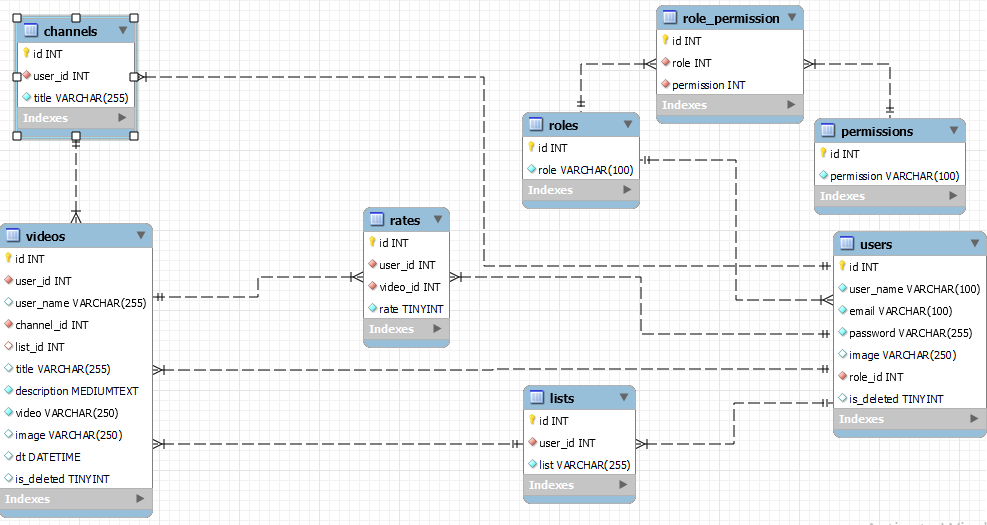 channels
id INT
user_id INT
title VARCHAR(255)
Indexes
role_permission
id INT
role INT
permission INT
Indexes
roles
id INT
role VARCHAR(100)
Indexes
permissions
id INT
permission VARCHAR(100)
Indexes
videos
id INT
user_id INT
user_name VARCHAR(255)
channel_id INT
list_id INT
title VARCHAR(255)
description MEDIUMTEXT
video VARCHAR(250)
image VARCHAR(250)
dt DATETIME
is_deleted TINYINT
Indexes
rates
id INT
user_id INT
video_id INT
rate TINYINT
Indexes
users
id INT
user_name VARCHAR(100)
email VARCHAR(100)
password VARCHAR(255)
image VARCHAR(250)
role_id INT
is_deleted TINYINT
Indexes
lists
id INT
user_id INT
list VARCHAR(255)
Indexes